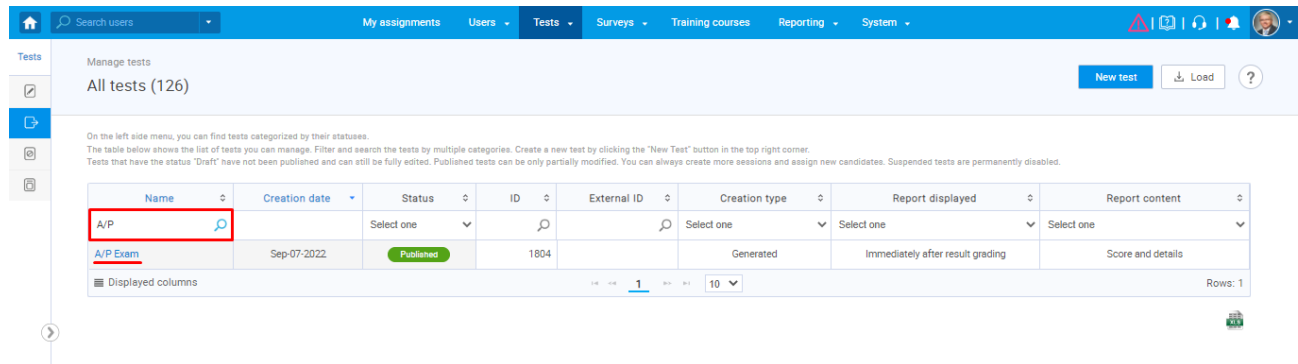 Search users
My assignments
Users
Tests
Surveys
Training courses
Reporting
System
Tests
Manage tests
All tests (126)
New test
Load
?
On the left side menu, you can find tests categorized by their statuses.
The table below shows the list of tests you can manage. Filter and search the tests by multiple categories. Create a new test by clicking the "New Test" button in the top right corner.
Tests that have the status "Draft" have not been published and can still be fully edited. Published tests can be only partially modified. You can always create more sessions and assign new candidates. Suspended tests are permanently disabled.
Name Creation date Status ID External ID Creation type Report displayed Report content
A/P Select one Select one Select one Select one
A/P Exam Sep-07-2022 Published 1804 Generated Immediately after result grading Score and details
Displayed columns 1 10 Rows: 1
XLS